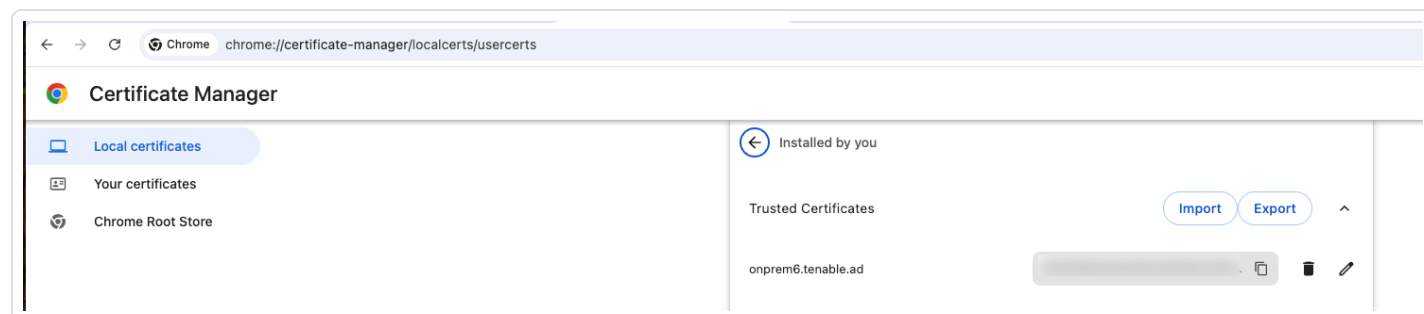 Chrome chrome://certificate-manager/localcerts/usercerts
Certificate Manager
Local certificates
Your certificates
Chrome Root Store
Installed by you
Trusted Certificates Import Export
onprem6.tenable.ad